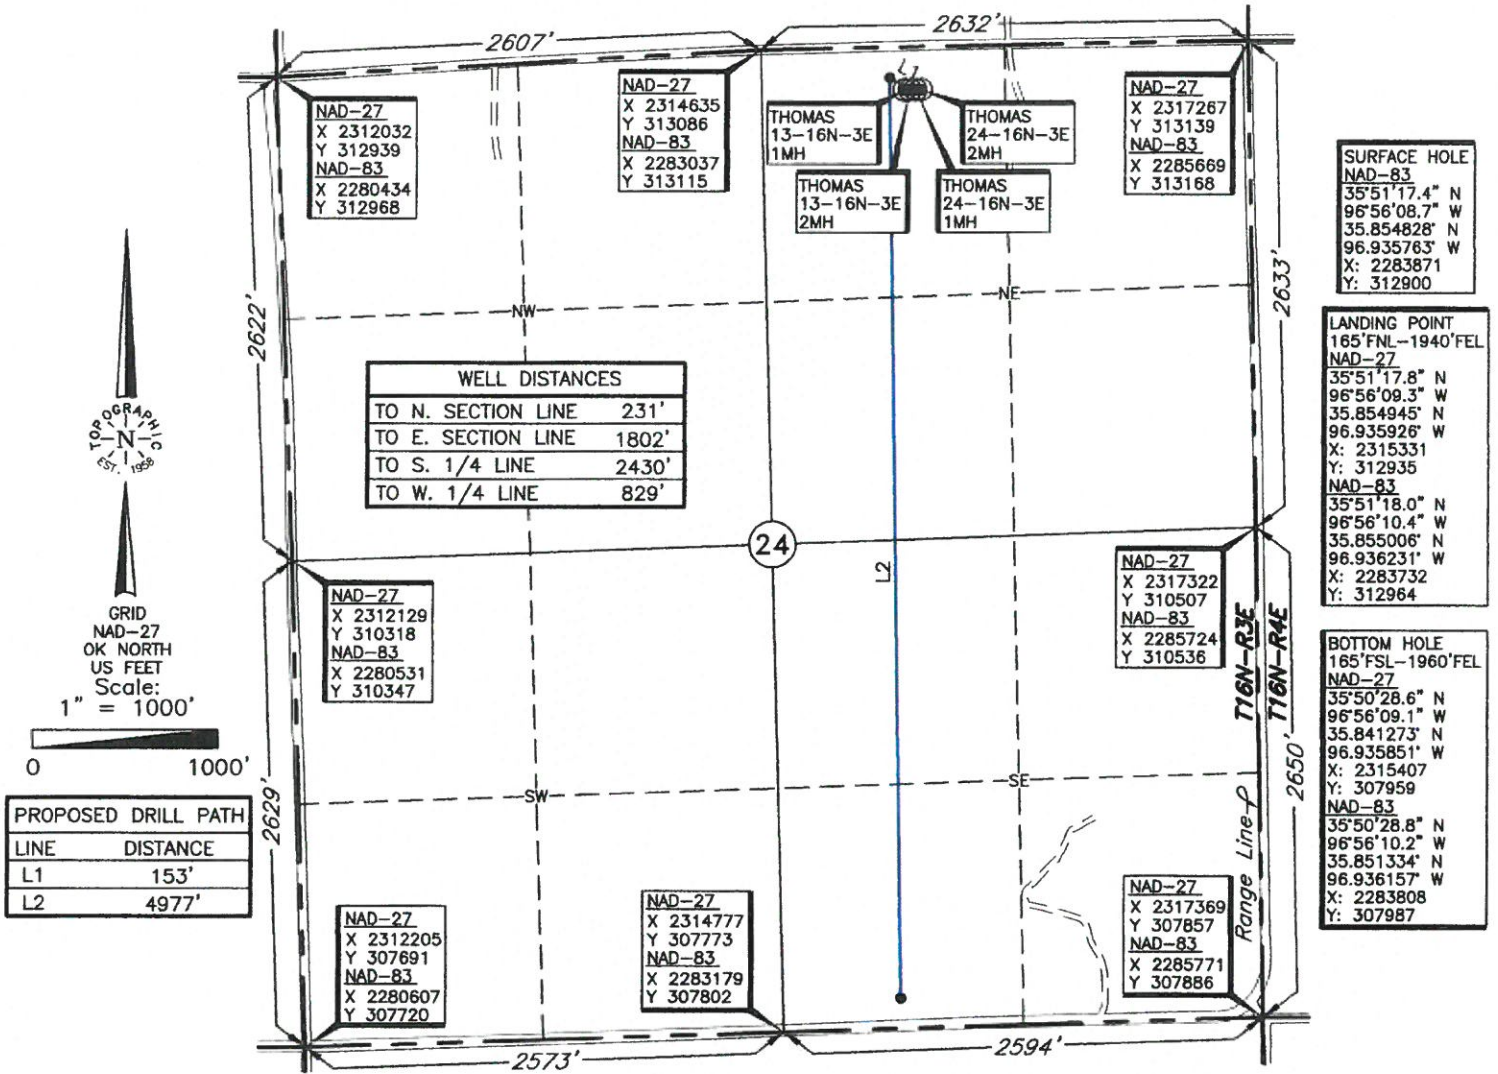 2607'
2632'
NAD-27
X 2312032
Y 312939
NAD-83
X 2280434
Y 312968
NAD-27
X 2314635
Y 313086
NAD-83
X 2283037
Y 313115
L1
THOMAS
13-16N-3E
1MH
THOMAS
24-16N-3E
2MH
THOMAS
13-16N-3E
2MH
THOMAS
24-16N-3E
1MH
NAD-27
X 2317267
Y 313139
NAD-83
X 2285669
Y 313168
SURFACE HOLE
NAD-83
35°51'17.4" N
96°56'08.7" W
35.854828° N
96.935763° W
X: 2283871
Y: 312900
2622'
NW
NE
2633'
WELL DISTANCES
TO N. SECTION LINE 231'
TO E. SECTION LINE 1802'
TO S. 1/4 LINE 2430'
TO W. 1/4 LINE 829'
LANDING POINT
165'FNL-1940'FEL
NAD-27
35°51'17.8" N
96°56'09.3" W
35.854945° N
96.935926° W
X: 2315331
Y: 312935
NAD-83
35°51'18.0" N
96°56'10.4" W
35.855006° N
96.936231° W
X: 2283732
Y: 312964
TOPOGRAPHIC
N
EST. 1958
24
L2
GRID
NAD-27
OK NORTH
US FEET
Scale:
1" = 1000'
0 1000'
NAD-27
X 2312129
Y 310318
NAD-83
X 2280531
Y 310347
NAD-27
X 2317322
Y 310507
NAD-83
X 2285724
Y 310536
T16N-R3E
T16N-R4E
BOTTOM HOLE
165'FSL-1960'FEL
NAD-27
35°50'28.6" N
96°56'09.1" W
35.841273° N
96.935851° W
X: 2315407
Y: 307959
NAD-83
35°50'28.8" N
96°56'10.2" W
35.851334° N
96.936157° W
X: 2283808
Y: 307987
2629'
SW
SE
2650'
Range Line
PROPOSED DRILL PATH
LINE DISTANCE
L1 153'
L2 4977'
NAD-27
X 2312205
Y 307691
NAD-83
X 2280607
Y 307720
NAD-27
X 2314777
Y 307773
NAD-83
X 2283179
Y 307802
NAD-27
X 2317369
Y 307857
NAD-83
X 2285771
Y 307886
2573'
2594'